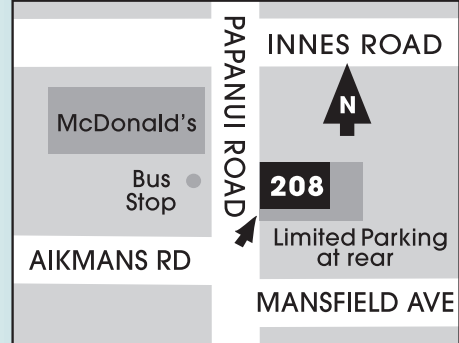 PAPANUI ROAD
INNES ROAD
N
McDonald's
Bus
Stop
208
Limited Parking
at rear
AIKMANS RD
MANSFIELD AVE